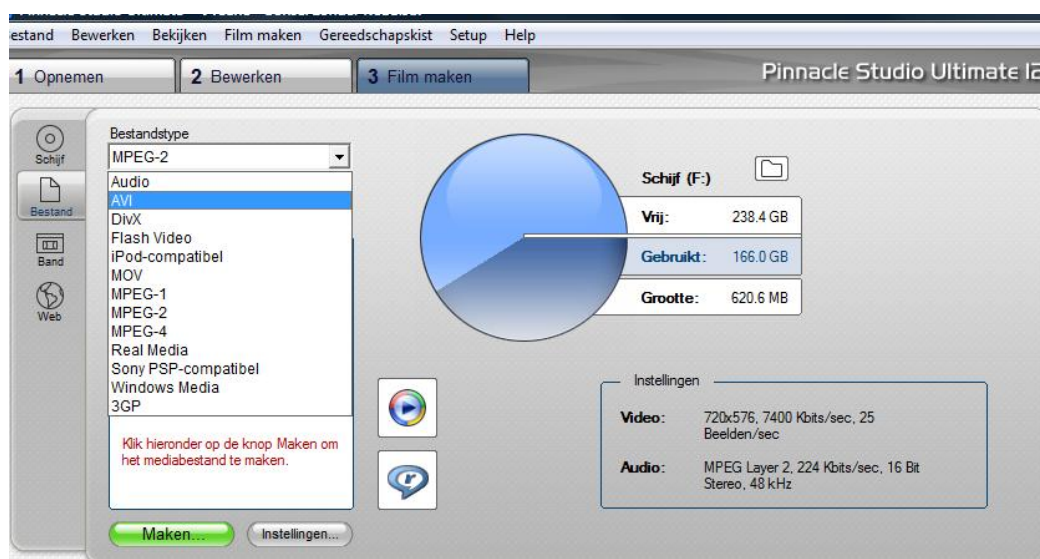 estand Bewerken Bekijken Film maken Gereedschapskist Setup Help
1 Opnemen 2 Bewerken 3 Film maken Pinnacle Studio Ultimate 12
Schijf
Bestand
Band
Web
Bestandstype
MPEG-2
Audio
AVI
DivX
Flash Video
iPod-compatibel
MOV
MPEG-1
MPEG-2
MPEG-4
Real Media
Sony PSP-compatibel
Windows Media
3GP
Klik hieronder op de knop Maken om
het mediabestand te maken.
Maken... Instellingen...
Schijf (F:)
Vrij: 238.4 GB
Gebruikt: 166.0 GB
Grootte: 620.6 MB
Instellingen
Video: 720x576, 7400 Kbits/sec, 25
Beelden/sec
Audio: MPEG Layer 2, 224 Kbits/sec, 16 Bit
Stereo, 48 kHz